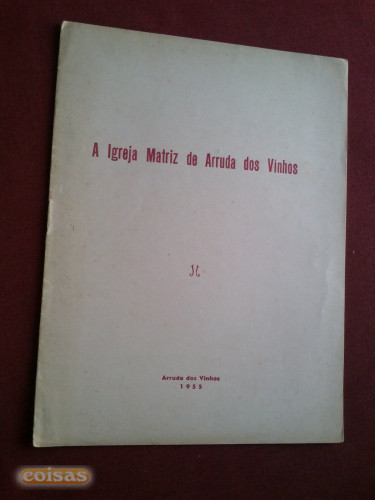 A Igreja Matriz de Arruda dos Vinhos
Arruda dos Vinhos
1955
coisas